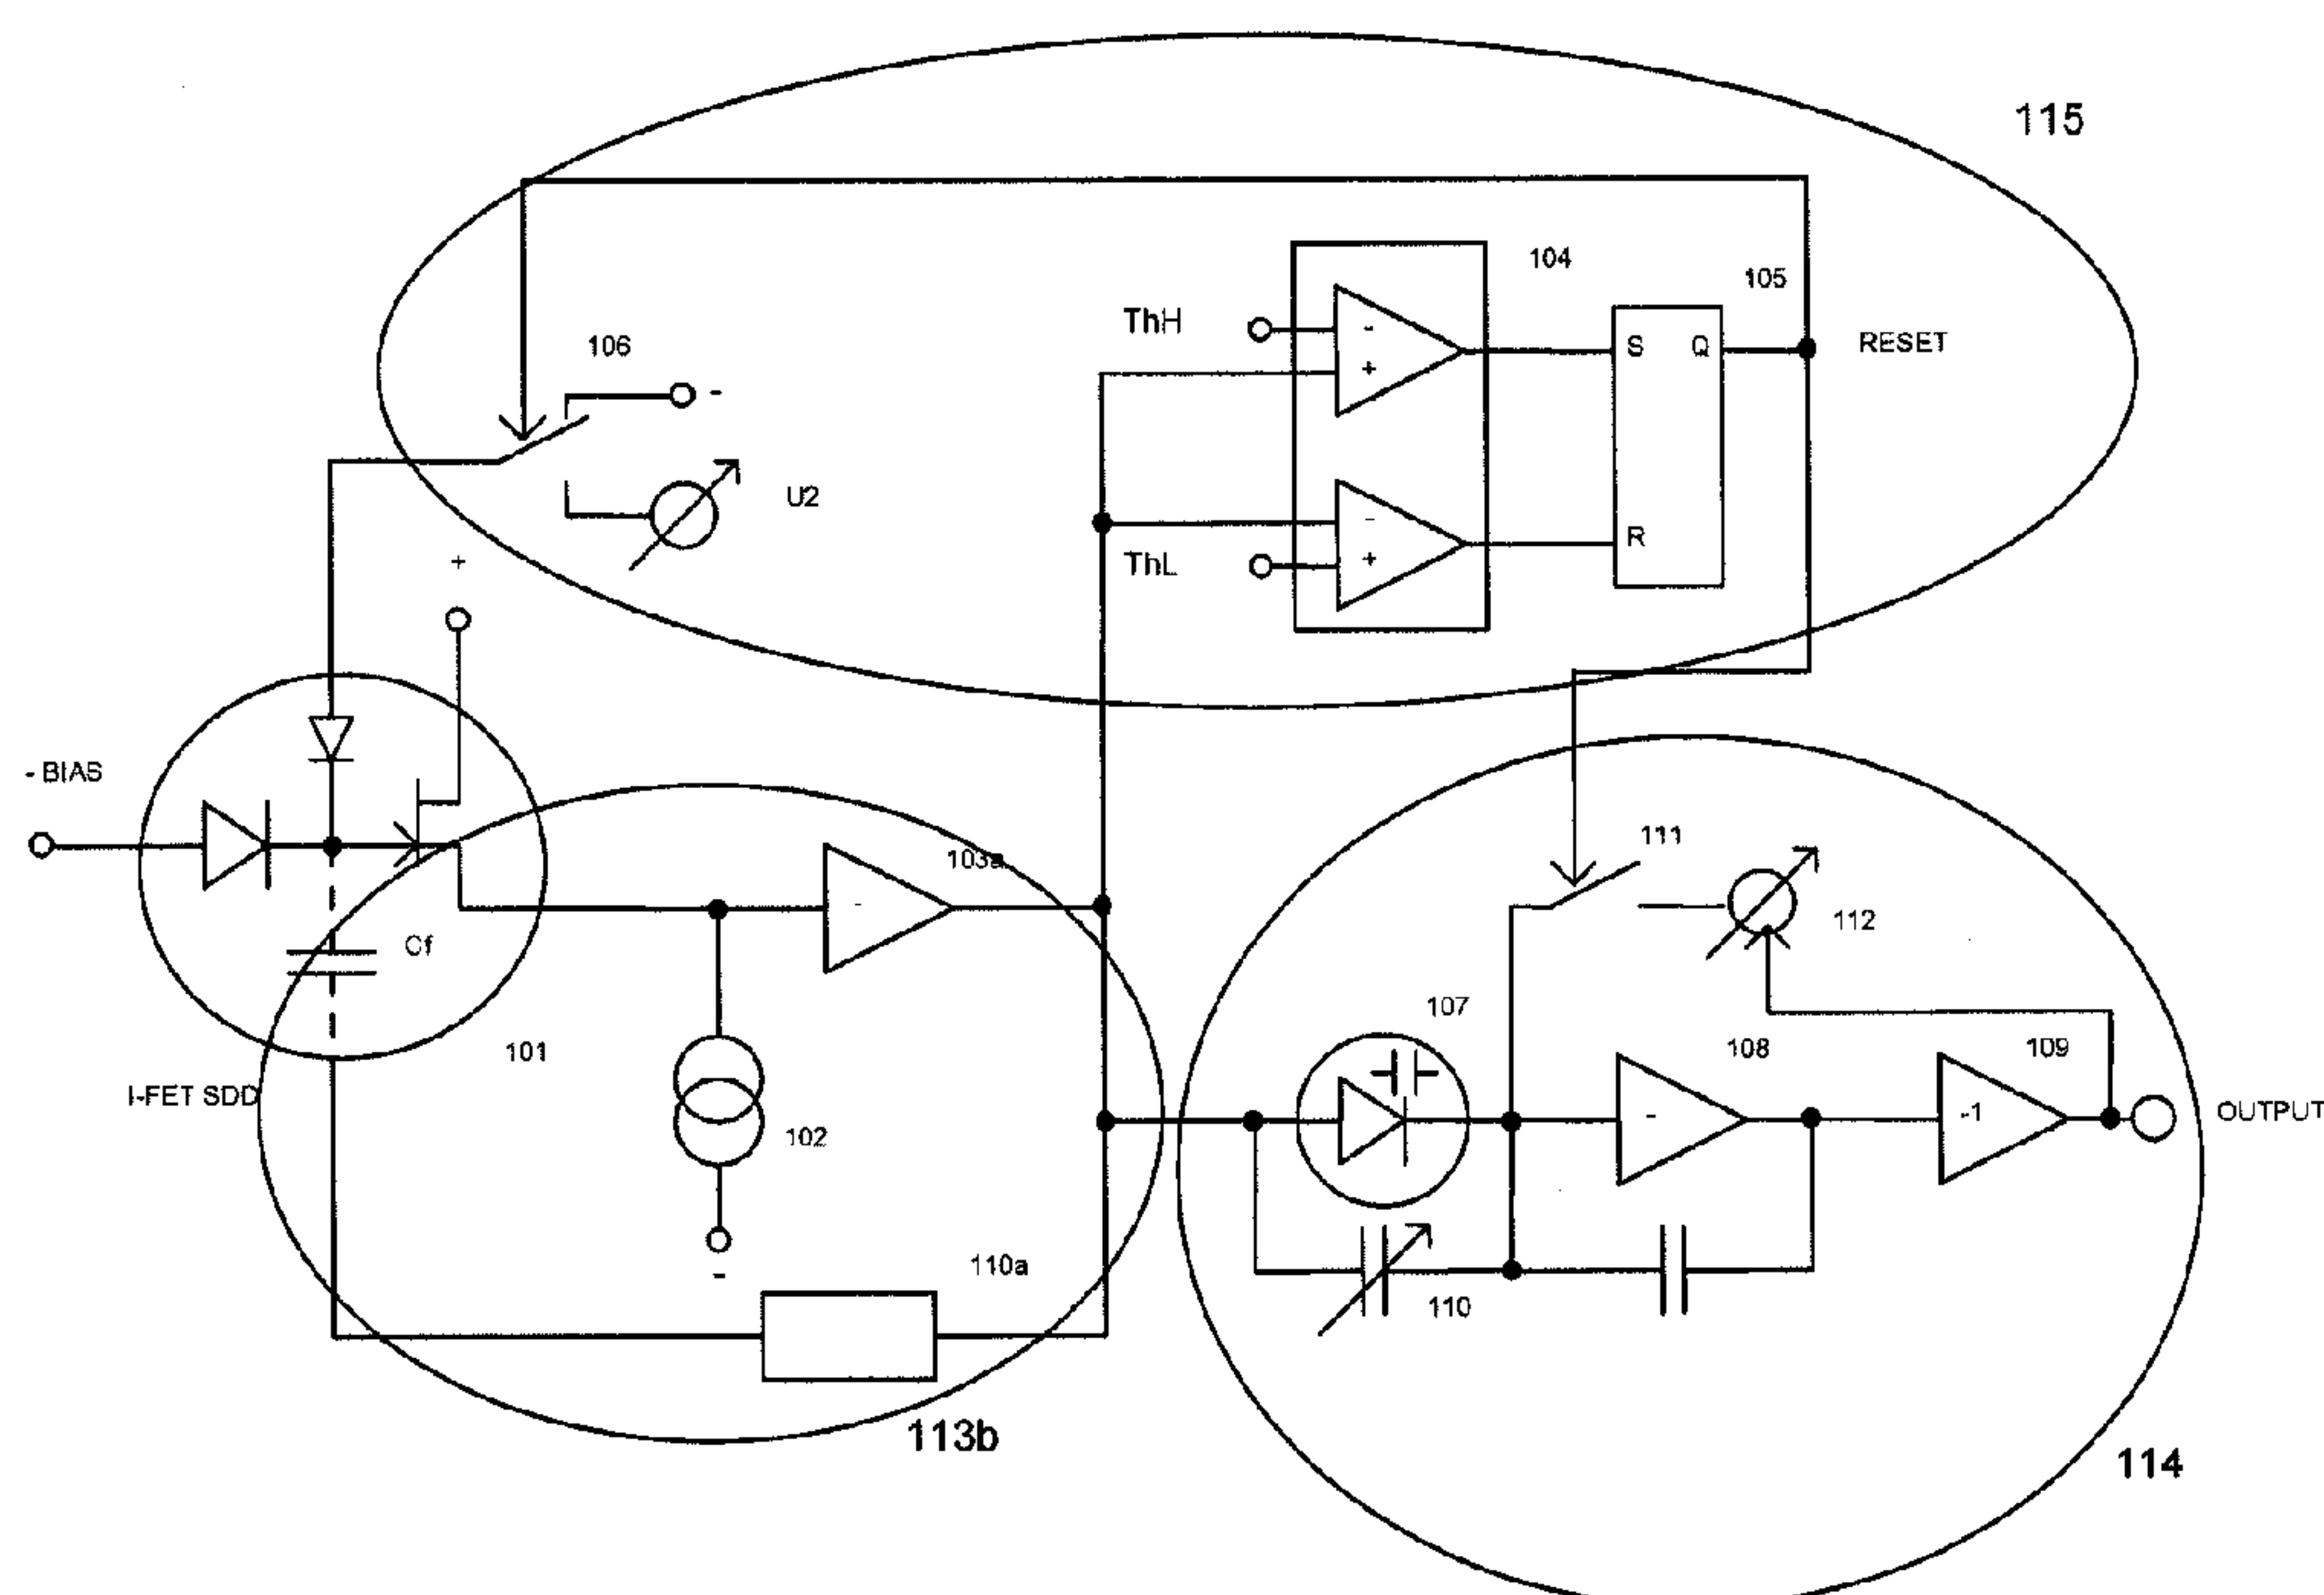 115
104
105
ThH
-
+
S
Q
RESET
106
-
U2
-
+
R
ThL
+
- BIAS
111
103a
-
112
Cf
107
108
109
101
I-FET SDD
102
-
-1
OUTPUT
-
110a
110
113b
114